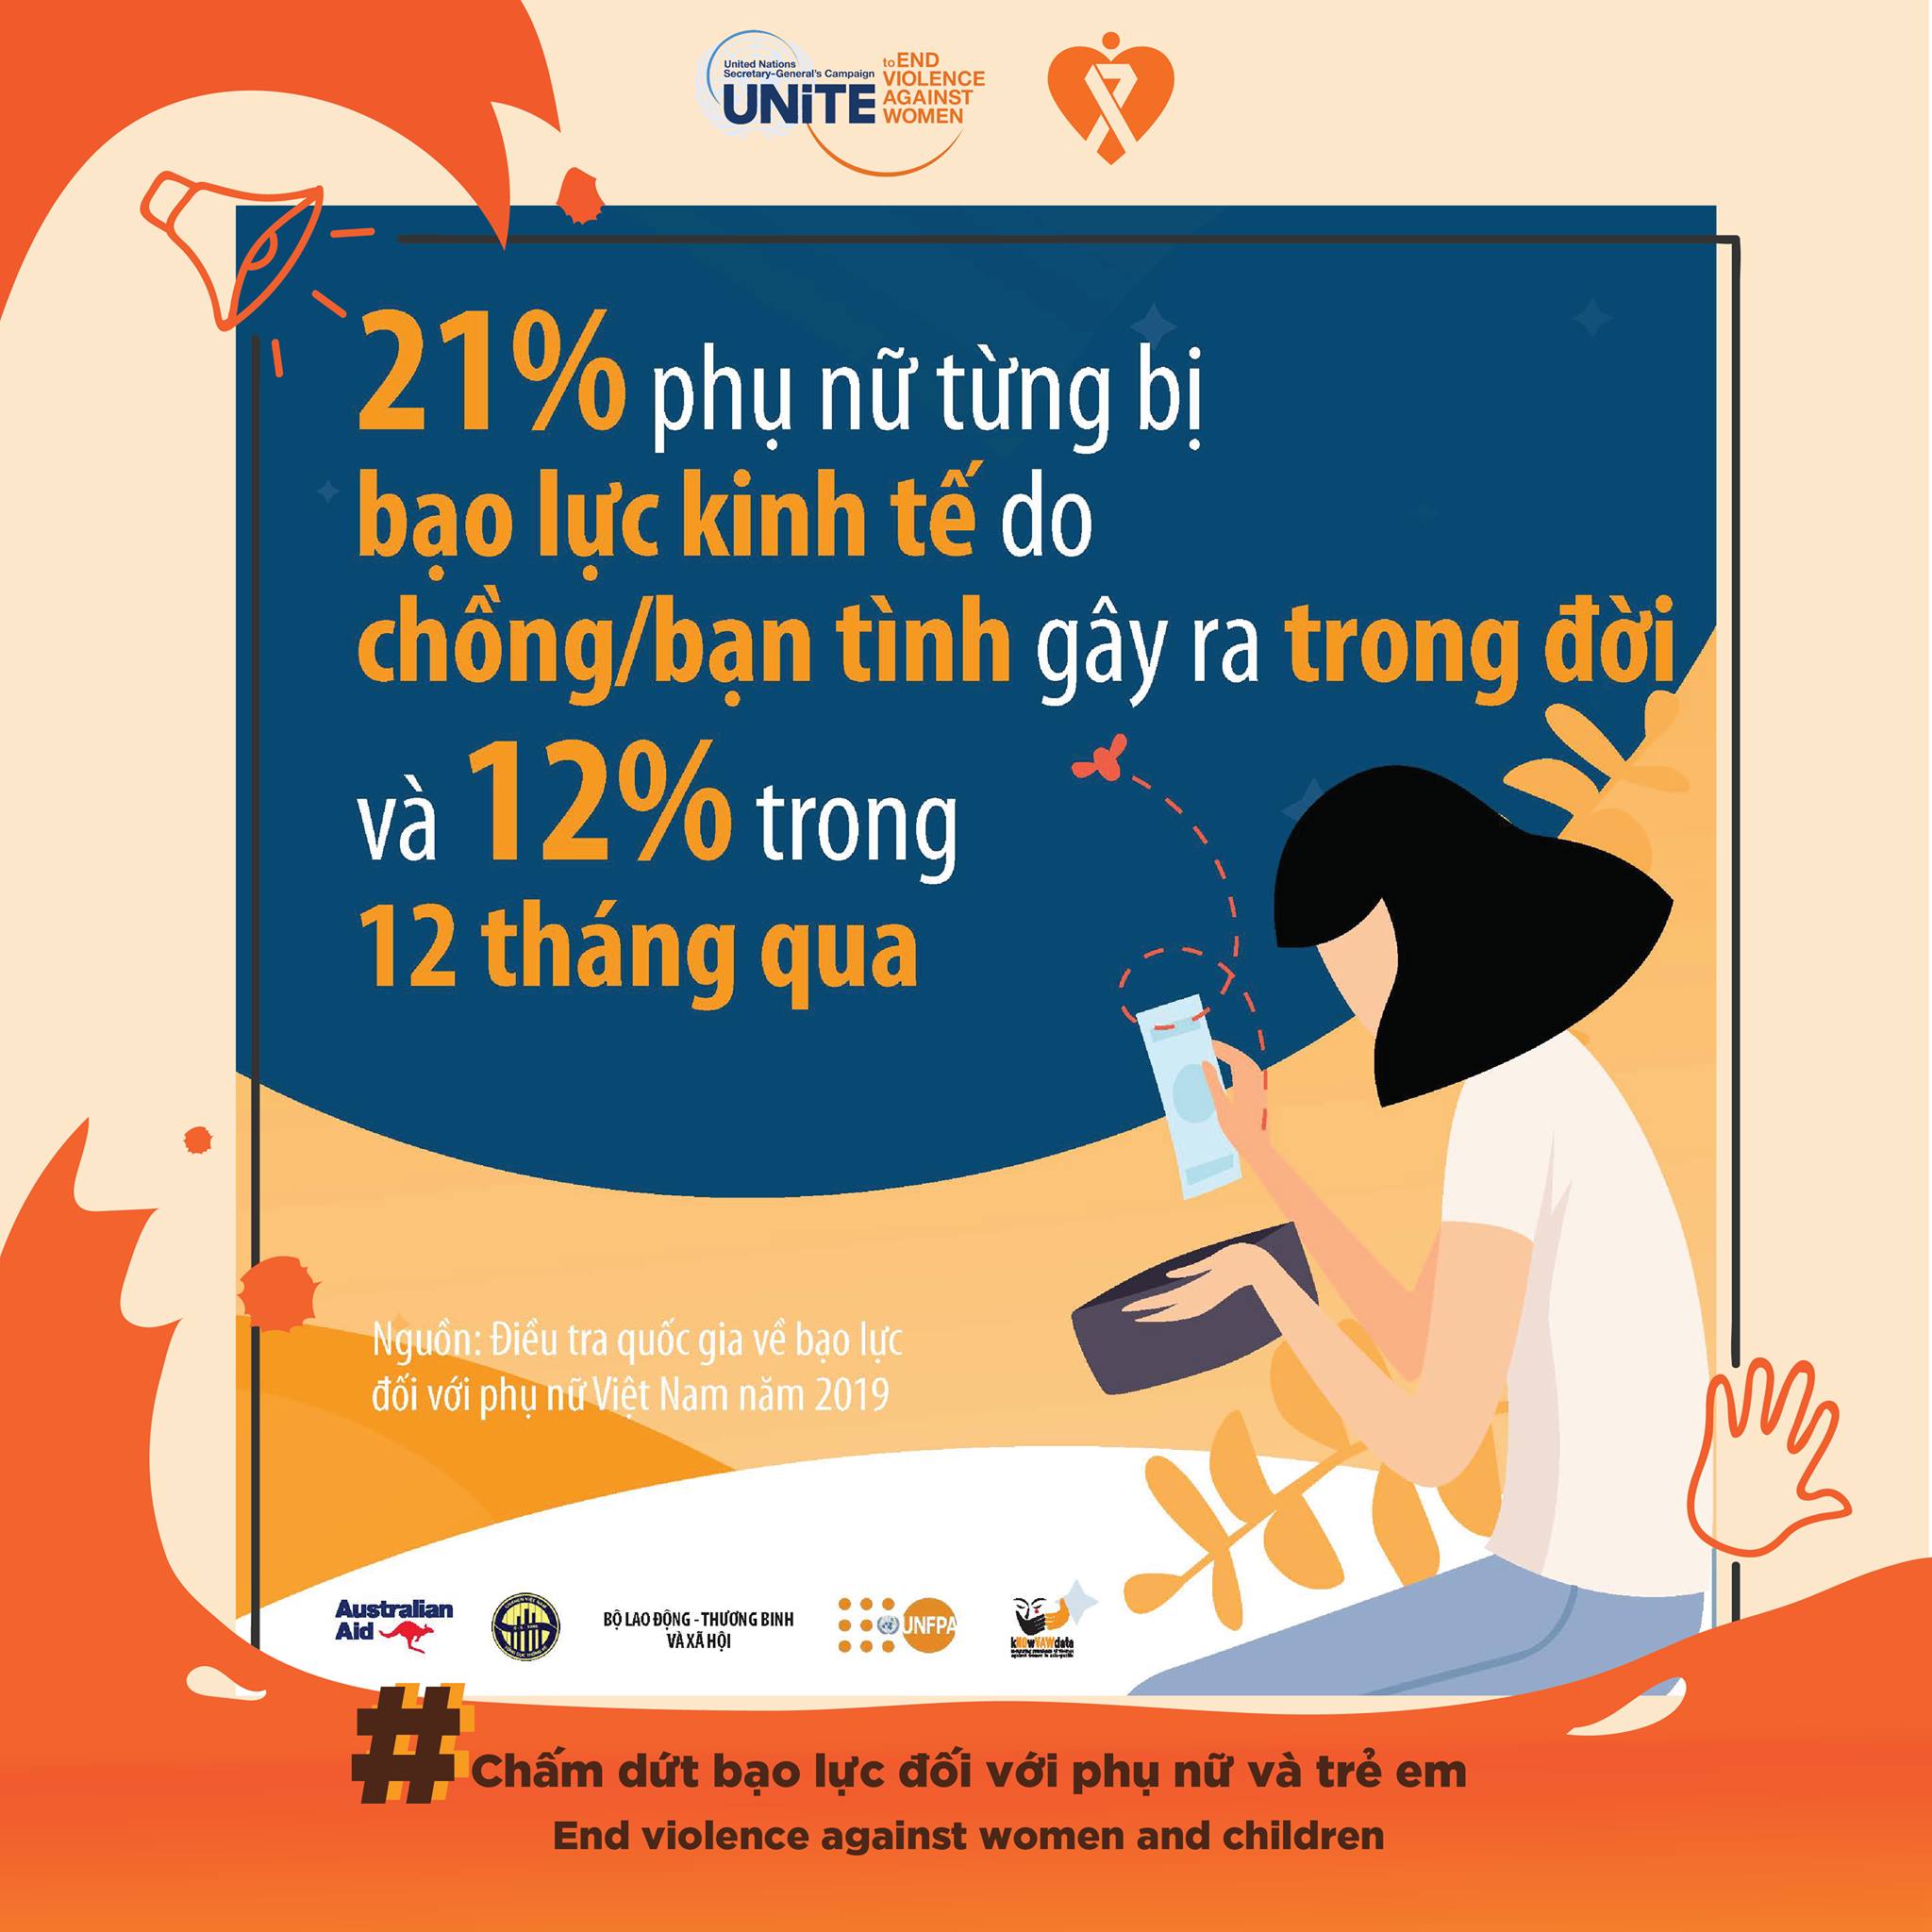 United Nations
Secretary-General's Campaign
UNiTE
to END
VIOLENCE
AGAINST
WOMEN
21% phụ nữ từng bị
bạo lực kinh tế do
chồng/bạn tình gây ra trong đời
và 12% trong
12 tháng qua
Nguồn: Điều tra quốc gia về bạo lực
đối với phụ nữ Việt Nam năm 2019
Australian
Aid
BỘ LAO ĐỘNG - THƯƠNG BINH
VÀ XÃ HỘI
UNFPA
kNOwVAWdata
#Chấm dứt bạo lực đối với phụ nữ và trẻ em
End violence against women and children